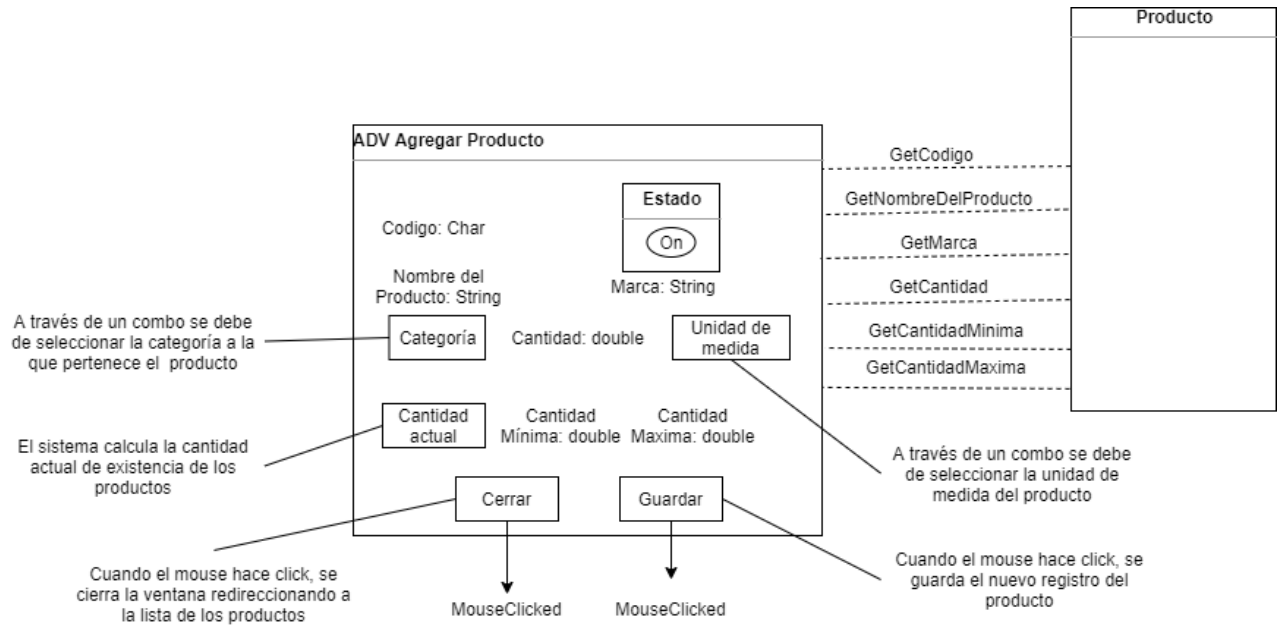 Producto
ADV Agregar Producto
GetCodigo
GetNombreDelProducto
GetMarca
GetCantidad
GetCantidadMinima
GetCantidadMaxima
Estado
On
Codigo: Char
Nombre del
Producto: String
Marca: String
A través de un combo se debe
de seleccionar la categoría a la
que pertenece el producto
Categoría
Cantidad: double
Unidad de
medida
El sistema calcula la cantidad
actual de existencia de los
productos
Cantidad
actual
Cantidad
Mínima: double
Cantidad
Maxima: double
A través de un combo se debe
de seleccionar la unidad de
medida del producto
Cerrar
Guardar
Cuando el mouse hace click, se
cierra la ventana redireccionando a
la lista de los productos
MouseClicked
MouseClicked
Cuando el mouse hace click, se
guarda el nuevo registro del
producto